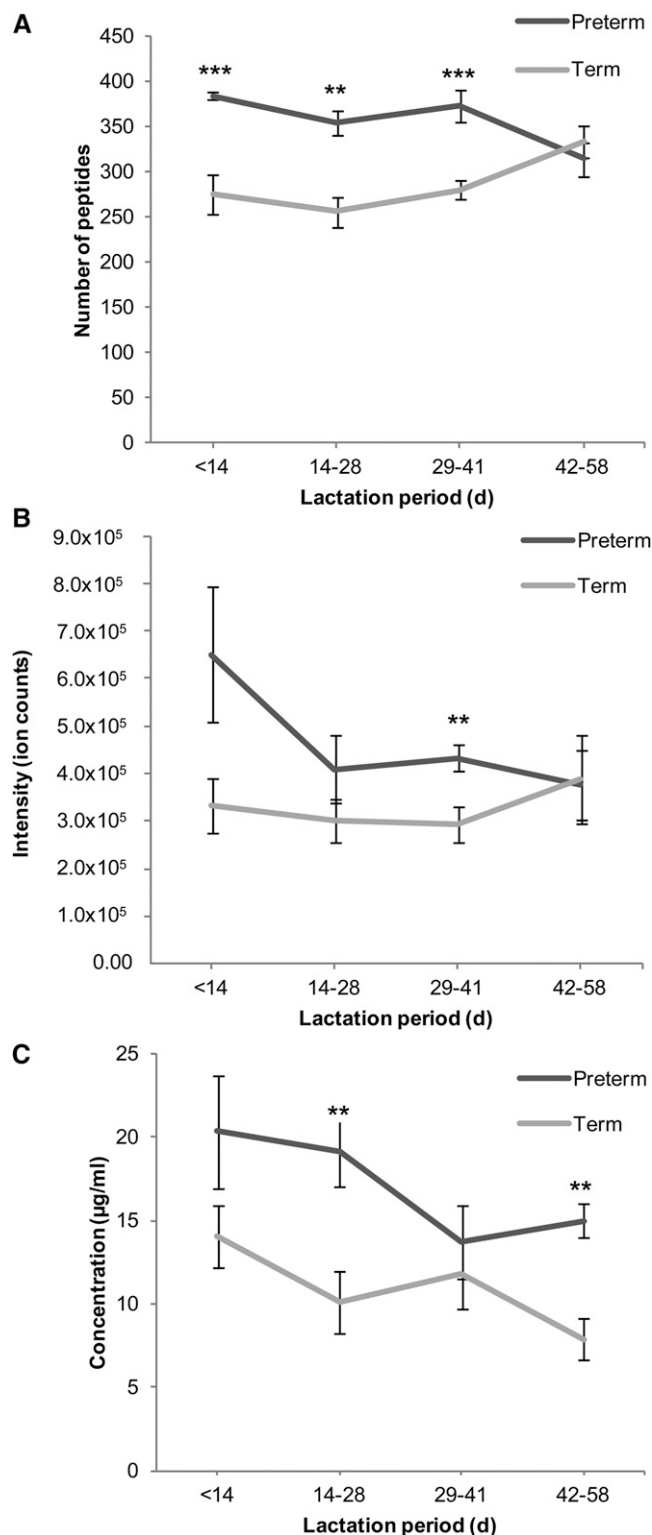 A
Preterm
Term
450
400
350
300
250
200
150
100
50
0
***
**
***
Number of peptides
<14
14-28
29-41
42-58
Lactation period (d)
B
Preterm
Term
9.0x10⁵
8.0x10⁵
7.0x10⁵
6.0x10⁵
5.0x10⁵
4.0x10⁵
3.0x10⁵
2.0x10⁵
1.0x10⁵
0.00
**
Intensity (ion counts)
<14
14-28
29-41
42-58
Lactation period (d)
C
Preterm
Term
25
20
15
10
5
0
**
**
Concentration (µg/ml)
<14
14-28
29-41
42-58
Lactation period (d)